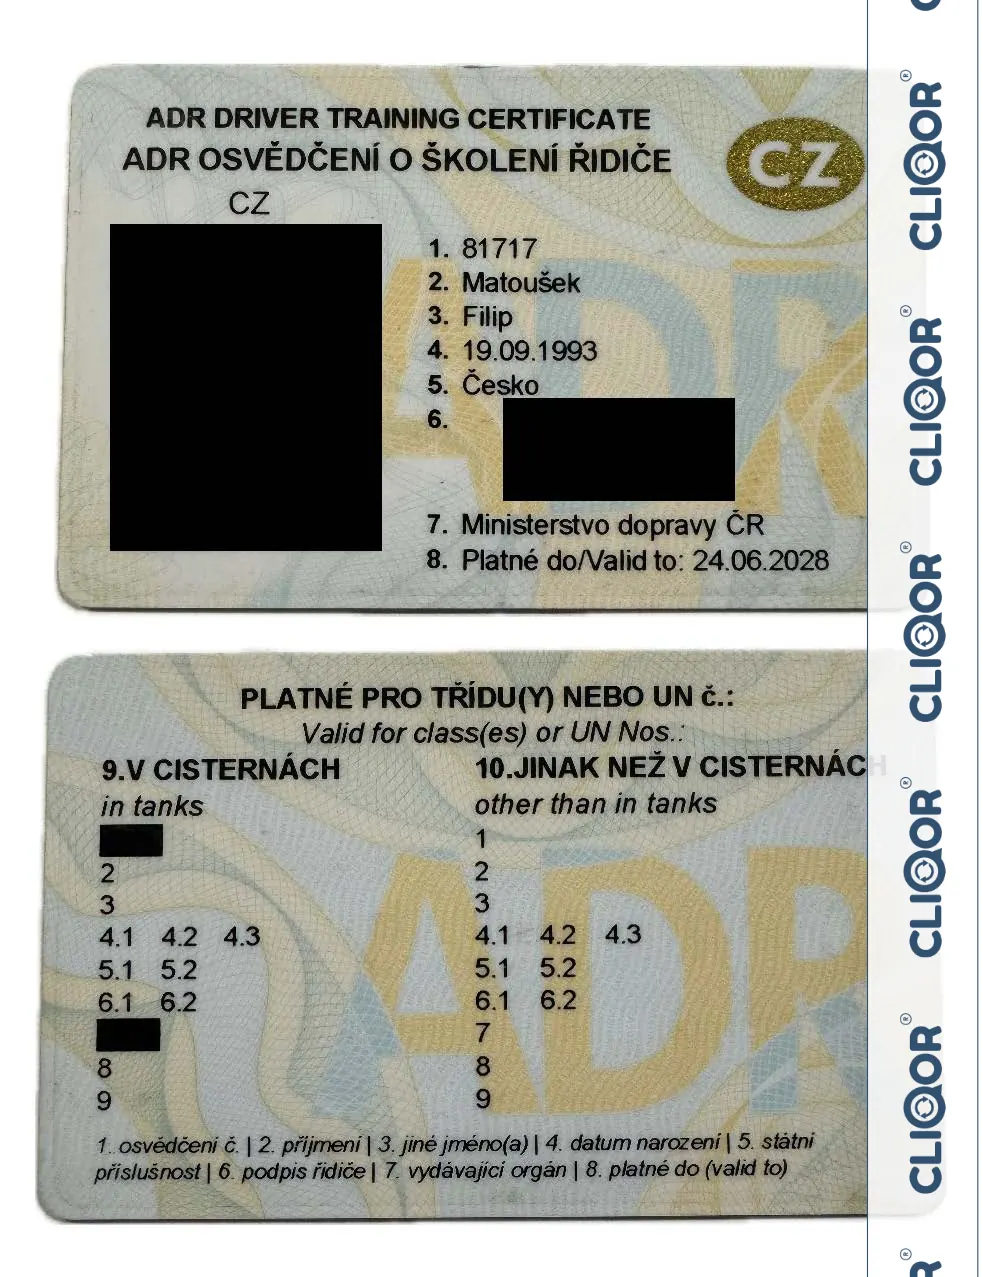 ADR DRIVER TRAINING CERTIFICATE
ADR OSVĚDČENÍ O ŠKOLENÍ ŘIDIČE
CZ
CZ
1. 81717
2. Matoušek
3. Filip
4. 19.09.1993
5. Česko
6.
7. Ministerstvo dopravy ČR
8. Platné do/Valid to: 24.06.2028
ADR
PLATNÉ PRO TŘÍDU(Y) NEBO UN č.:
Valid for class(es) or UN Nos.:
9.V CISTERNÁCH 10.JINAK NEŽ V CISTERNÁCH
in tanks other than in tanks
1
2 2
3 3
4.1 4.2 4.3 4.1 4.2 4.3
5.1 5.2 5.1 5.2
6.1 6.2 6.1 6.2
7
8 8
9 9
ADR
1. osvědčení č. | 2. příjmení | 3. jiné jméno(a) | 4. datum narození | 5. státní
příslušnost | 6. podpis řidiče | 7. vydávající orgán | 8. platné do (valid to)
CLIQOR®
CLIQOR®
CLIQOR®
CLIQOR®
CLIQOR®